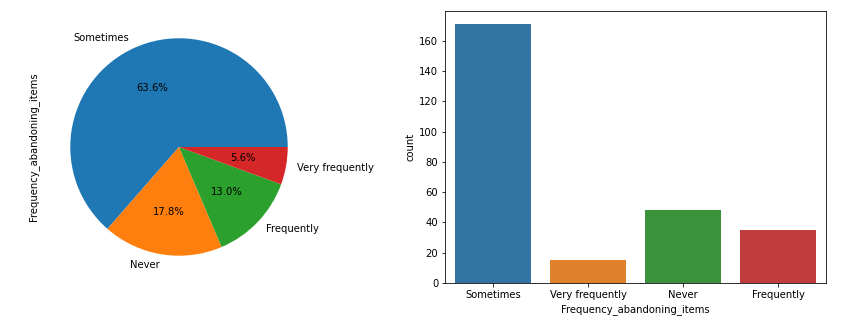 Sometimes
63.6%
Frequency_abandoning_items
5.6%
Very frequently
13.0%
17.8%
Frequently
Never
160
140
120
100
80
60
40
20
0
count
Sometimes Very frequently Never Frequently
Frequency_abandoning_items